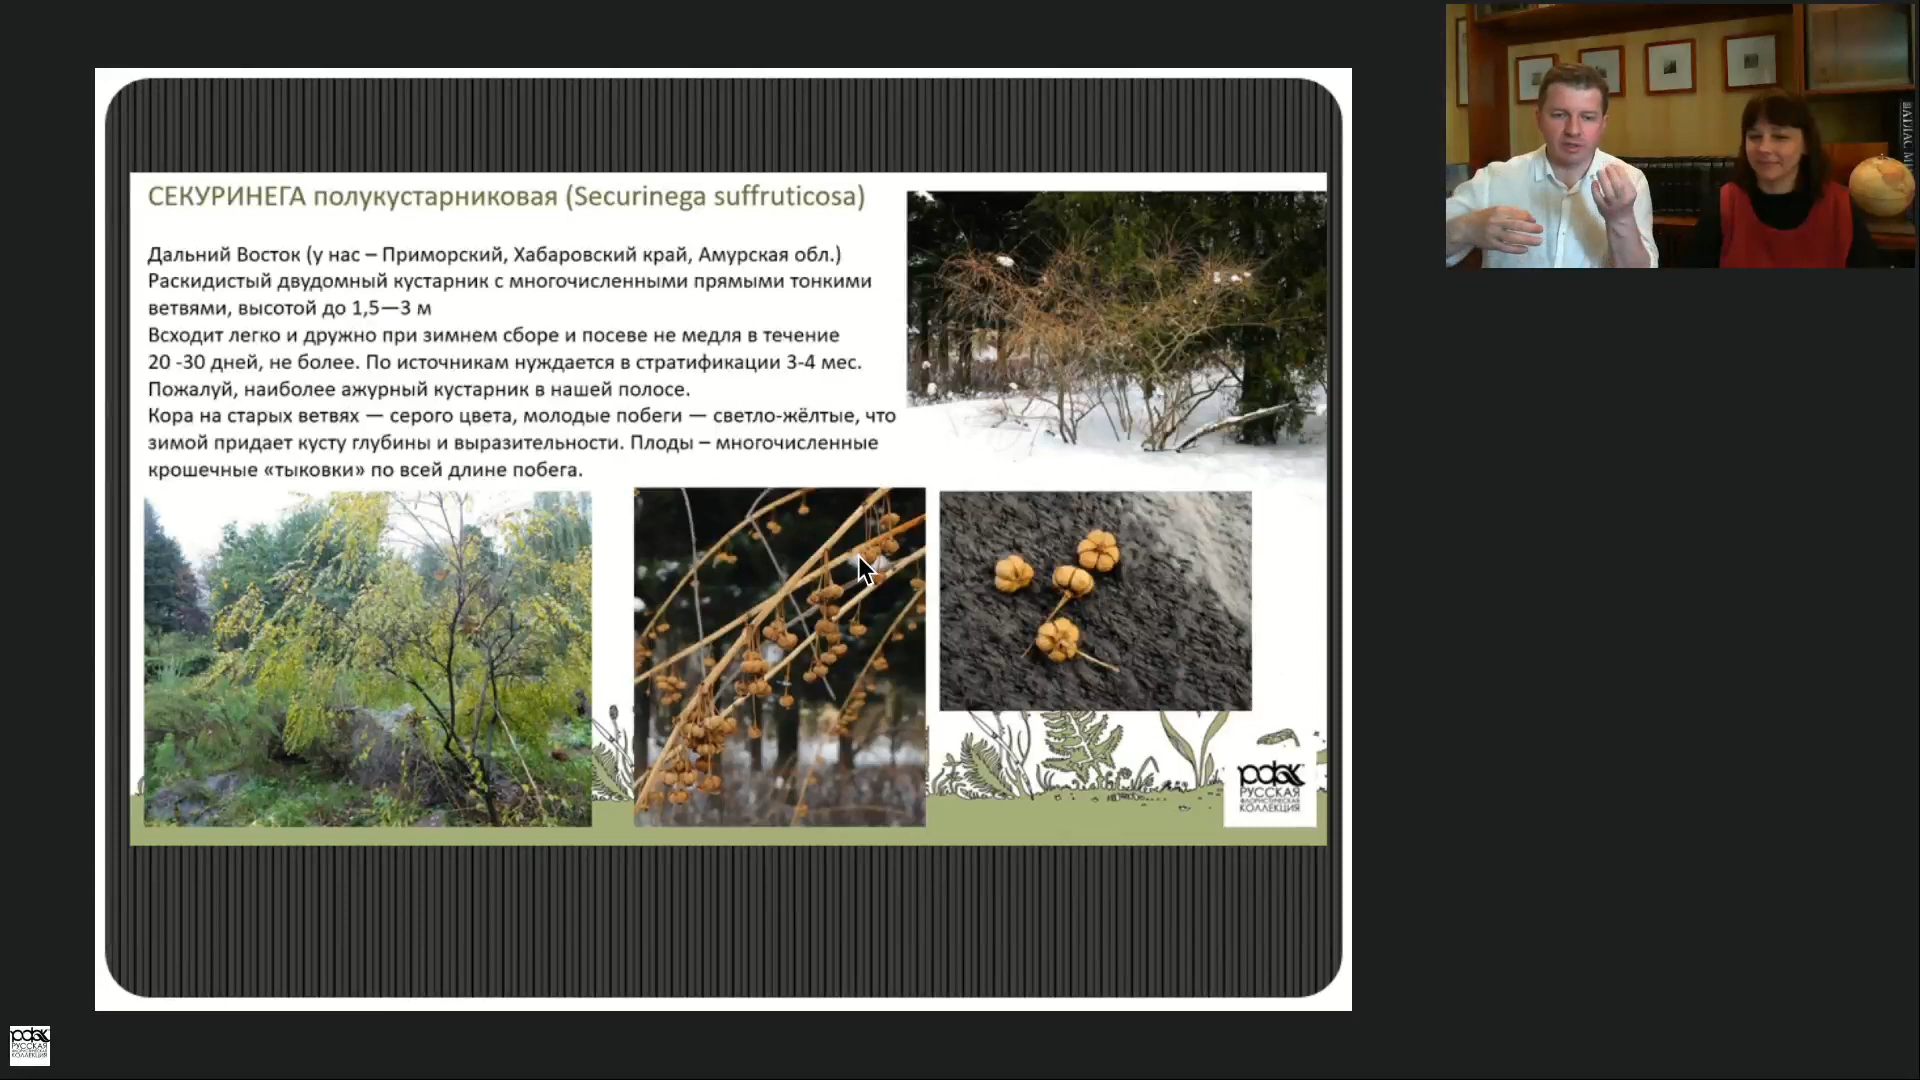 СЕКУРИНЕГА полукустарниковая (Securinega suffruticosa)
Дальний Восток (у нас – Приморский, Хабаровский край, Амурская обл.)
Раскидистый двудомный кустарник с многочисленными прямыми тонкими
ветвями, высотой до 1,5—3 м
Всходит легко и дружно при зимнем сборе и посеве не медля в течение
20 -30 дней, не более. По источникам нуждается в стратификации 3-4 мес.
Пожалуй, наиболее ажурный кустарник в нашей полосе.
Кора на старых ветвях — серого цвета, молодые побеги — светло-жёлтые, что
зимой придает кусту глубины и выразительности. Плоды – многочисленные
крошечные «тыковки» по всей длине побега.
РУССКАЯ
ФЛОРИСТИЧЕСКАЯ
КОЛЛЕКЦИЯ
РУССКАЯ
КОЛЛЕКЦИЯ